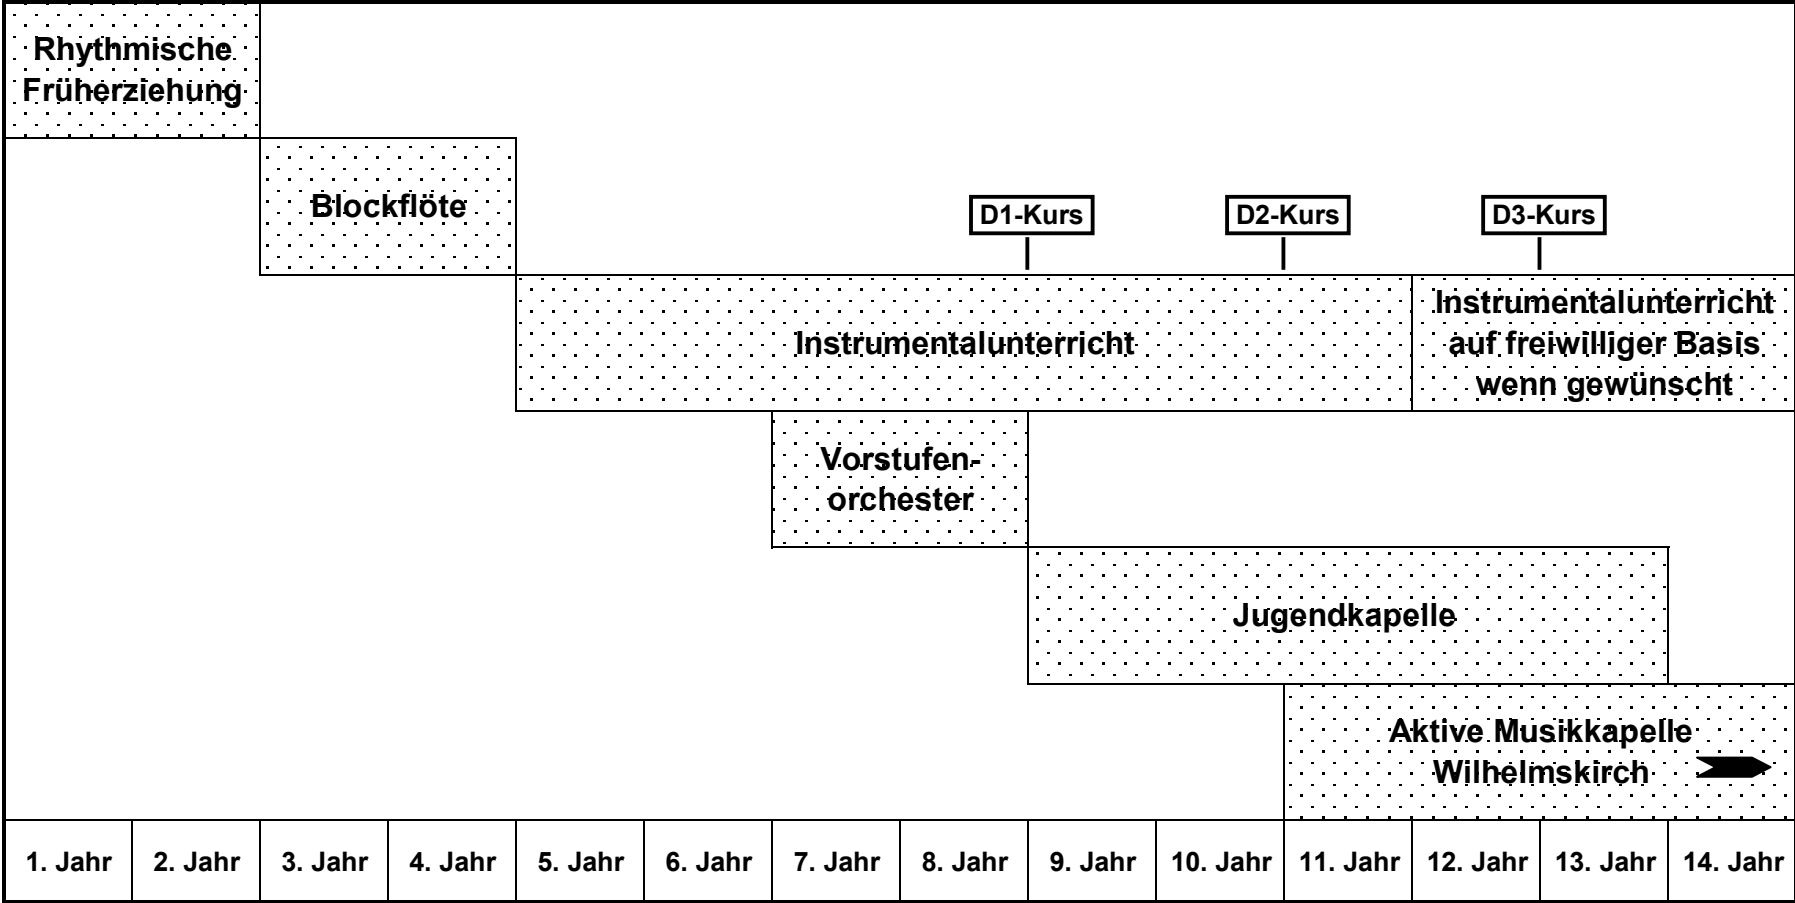 Rhythmische
Früherziehung
Blockflöte
D1-Kurs
D2-Kurs
D3-Kurs
Instrumentalunterricht
Instrumentalunterricht
auf freiwilliger Basis
wenn gewünscht
Vorstufen-
orchester
Jugendkapelle
Aktive Musikkapelle
Wilhelmskirch
1. Jahr
2. Jahr
3. Jahr
4. Jahr
5. Jahr
6. Jahr
7. Jahr
8. Jahr
9. Jahr
10. Jahr
11. Jahr
12. Jahr
13. Jahr
14. Jahr